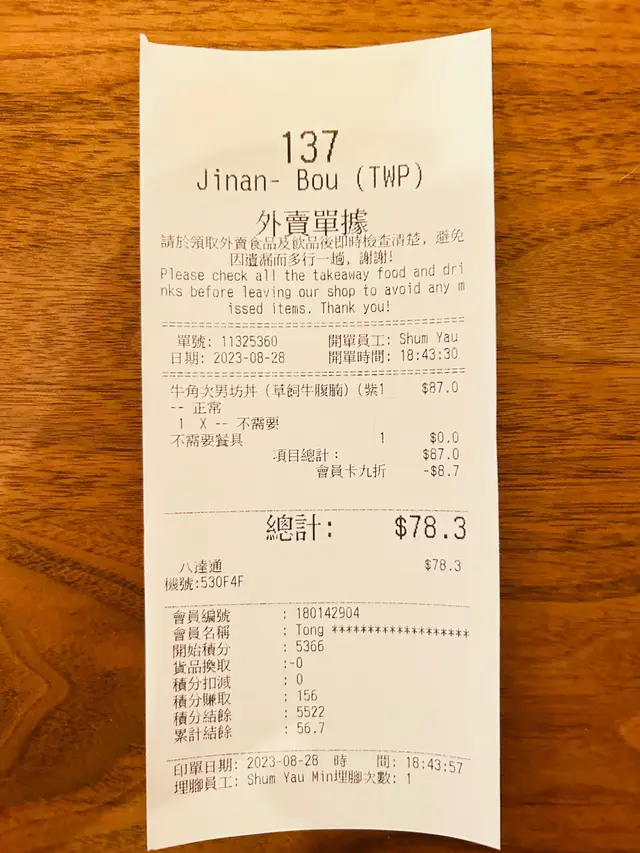 137
Jinan- Bou (TWP)
外賣單據
請於領取外賣食品及飲品後即時檢查清楚，避免
因遺漏而多行一趟，謝謝!
Please check all the takeaway food and dri
nks before leaving our shop to avoid any m
issed items. Thank you!
單號: 11325360 開單員工: Shum Yau
日期: 2023-08-28 開單時間: 18:43:30
牛角次男坊丼 (草飼牛腹腩) (紫1 $87.0
-- 正常
1 X -- 不需要
不需要餐具 1 $0.0
項目總計: $87.0
會員卡九折 -$8.7
總計: $78.3
八達通 $78.3
機號:530F4F
會員編號 : 180142904
會員名稱 : Tong *******************
開始積分 : 5366
貨品換取 :-0
積分扣減 : 0
積分賺取 : 156
積分結餘 : 5522
累計結餘 : 56.7
印單日期: 2023-08-28 時 間: 18:43:57
埋腳員工: Shum Yau Min埋腳次數: 1